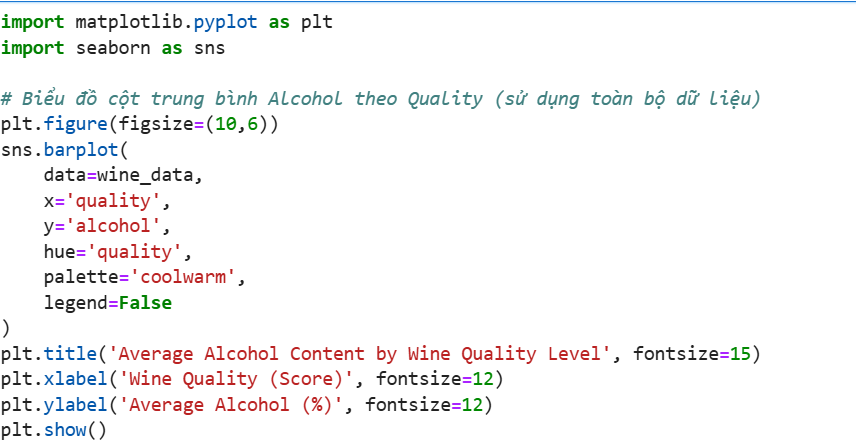 import matplotlib.pyplot as plt
import seaborn as sns

# Biểu đồ cột trung bình Alcohol theo Quality (sử dụng toàn bộ dữ liệu)
plt.figure(figsize=(10,6))
sns.barplot(
    data=wine_data,
    x='quality',
    y='alcohol',
    hue='quality',
    palette='coolwarm',
    legend=False
)
plt.title('Average Alcohol Content by Wine Quality Level', fontsize=15)
plt.xlabel('Wine Quality (Score)', fontsize=12)
plt.ylabel('Average Alcohol (%)', fontsize=12)
plt.show()